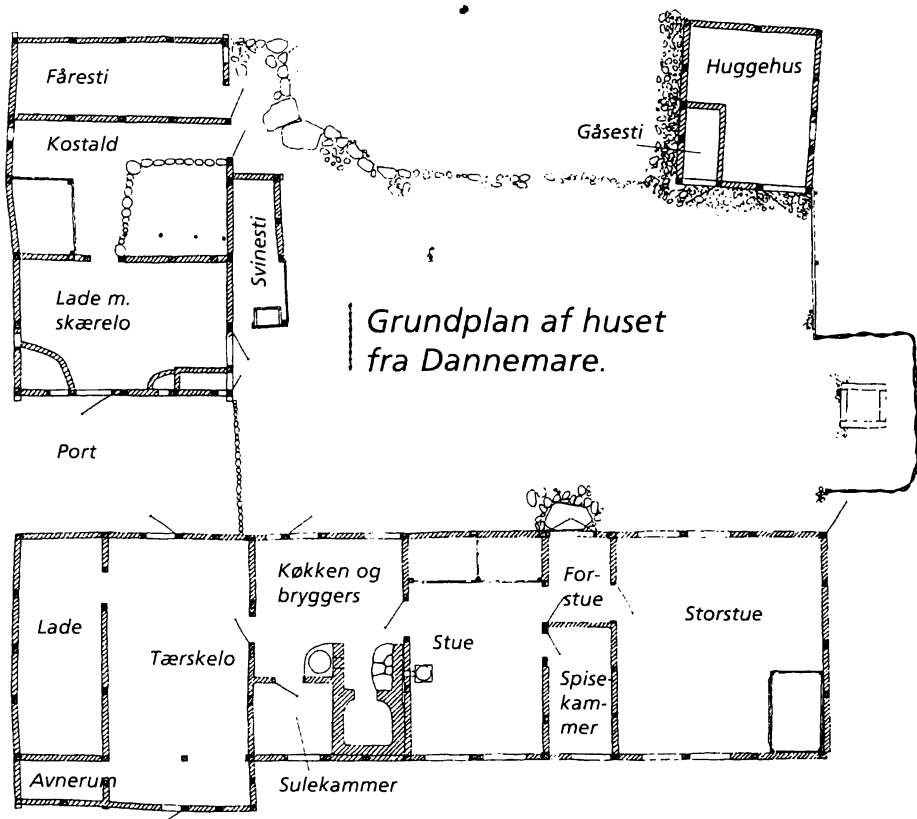 Fåresti
Huggehus
Kostald
Gåsesti
Svinesti
Lade m.
skærelo
Grundplan af huset
fra Dannemare.
Port
Køkken og
bryggers
For-
stue
Lade
Tærskelo
Stue
Storstue
Spise-
kam-
mer
Avnerum
Sulekammer